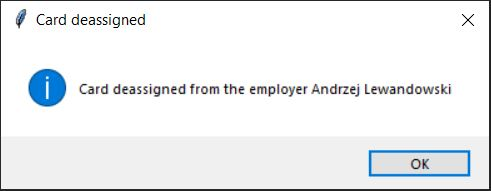 Card deassigned
Card deassigned from the employer Andrzej Lewandowski
OK